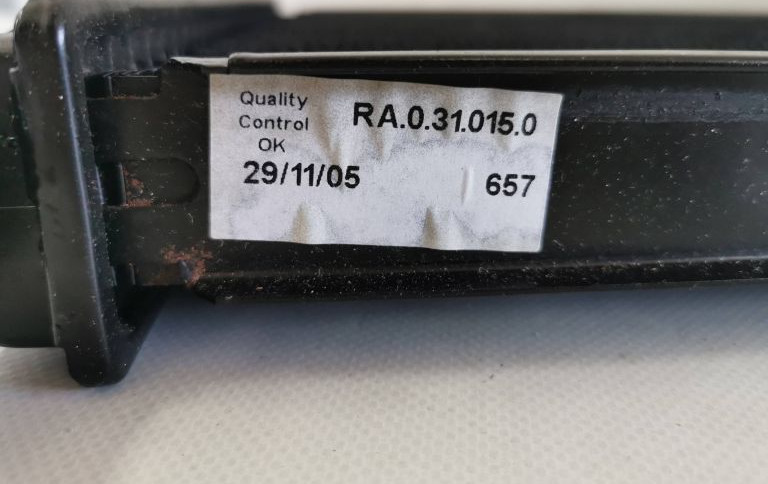 Quality
Control
OK
RA.0.31.015.0
29/11/05
657